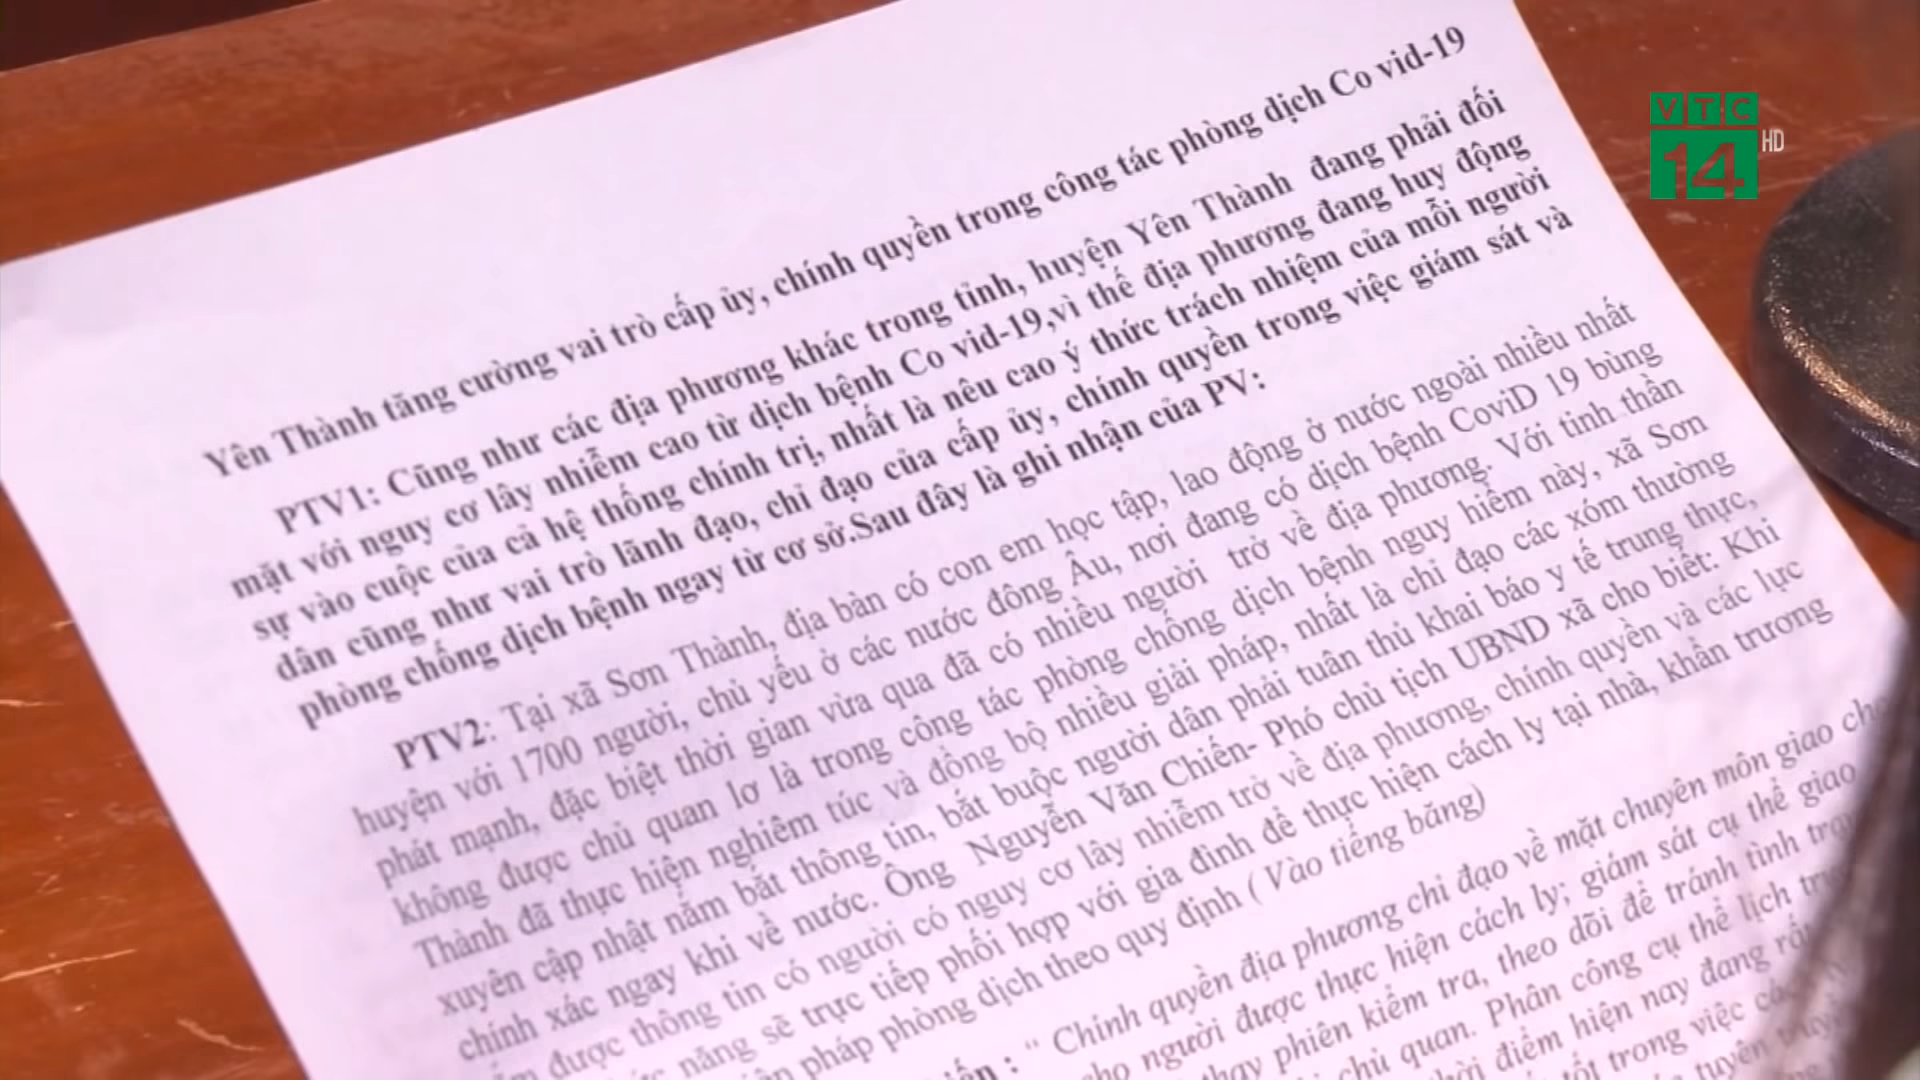 Yên Thành tăng cường vai trò cấp ủy, chính quyền trong công tác phòng dịch Co vid-19
PTV1: Cũng như các địa phương khác trong tỉnh, huyện Yên Thành đang phải đối
mặt với nguy cơ lây nhiễm cao từ dịch bệnh Co vid-19,vì thế địa phương đang huy động
sự vào cuộc của cả hệ thống chính trị, nhất là nêu cao ý thức trách nhiệm của mỗi người
dân cũng như vai trò lãnh đạo, chỉ đạo của cấp ủy, chính quyền trong việc giám sát và
phòng chống dịch bệnh ngay từ cơ sở.Sau đây là ghi nhận của PV:
PTV2: Tại xã Sơn Thành, địa bàn có con em học tập, lao động ở nước ngoài nhiều nhất
huyện với 1700 người, chủ yếu ở các nước đông Âu, nơi đang có dịch bệnh CoviD 19 bùng
phát mạnh, đặc biệt thời gian vừa qua đã có nhiều người trở về địa phương. Với tinh thần
không được chủ quan lơ là trong công tác phòng chống dịch bệnh nguy hiểm này, xã Sơn
Thành đã thực hiện nghiêm túc và đồng bộ nhiều giải pháp, nhất là chỉ đạo các xóm thường
xuyên cập nhật nắm bắt thông tin, bắt buộc người dân phải tuân thủ khai báo y tế trung thực,
chính xác ngay khi về nước. Ông Nguyễn Văn Chiến- Phó chủ tịch UBND xã cho biết: Khi
được thông tin có người có nguy cơ lây nhiễm trở về địa phương, chính quyền và các lực
năng sẽ trực tiếp phối hợp với gia đình để thực hiện cách ly tại nhà, khẩn trương
pháp phòng dịch theo quy định ( Vào tiếng băng)
: “ Chính quyền địa phương chỉ đạo về mặt chuyên môn giao
cho người được thực hiện cách ly; giám sát cụ thể giao
thay phiên kiểm tra, theo dõi để tránh tình
chủ quan. Phân công cụ thể lịch
thời điểm hiện nay đang
tốt trong việc
tuyên
VTC
14
HD